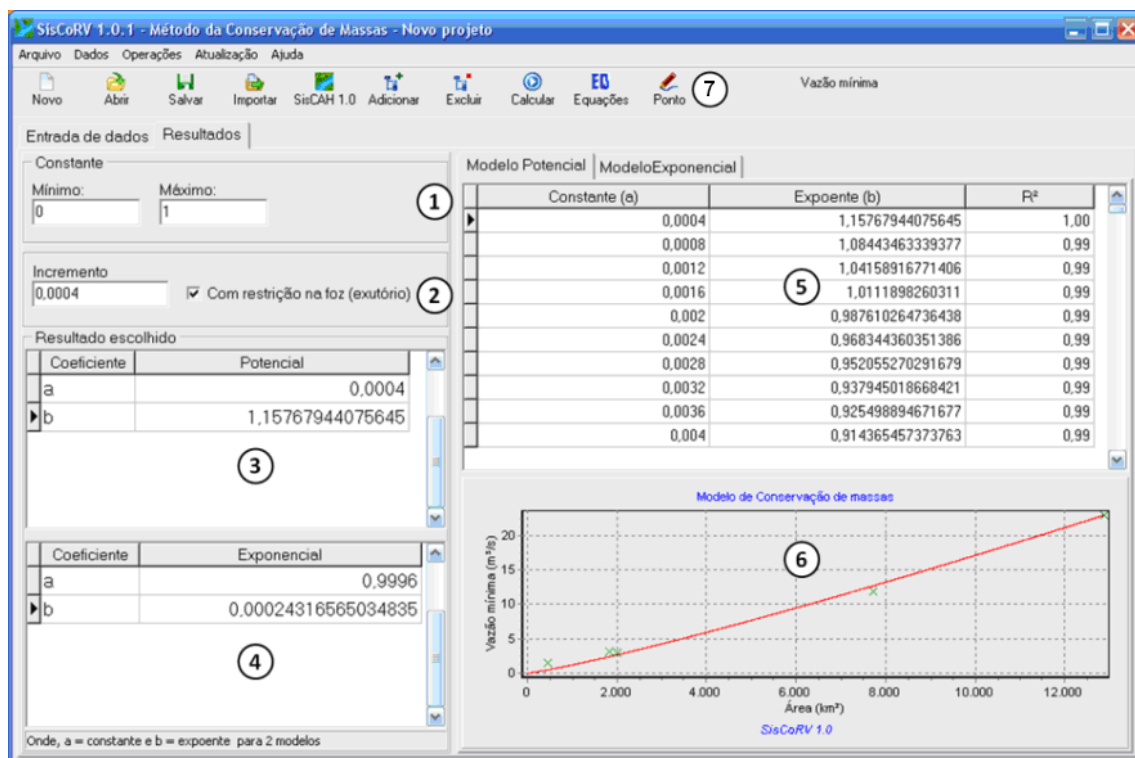 SisCoRV 1.0.1 - Método da Conservação de Massas - Novo projeto
Arquivo Dados Operações Atualização Ajuda
Novo Abrir Salvar Importar SisCAH 1.0 Adicionar Excluir Calcular EQ Equações Ponto 7 Vazão mínima
Entrada de dados Resultados
Constante
Mínimo: Máximo:
0 1
1
Incremento
0,0004 Com restrição na foz (exutório) 2
Resultado escolhido
Coeficiente Potencial
a 0,0004
b 1,15767944075645
3
Coeficiente Exponencial
a 0,9996
b 0,00024316565034835
4
Onde, a = constante e b = expoente para 2 modelos
Modelo Potencial ModeloExponencial
Constante (a) Expoente (b) R²
0,0004 1,15767944075645 1,00
0,0008 1,08443463339377 0,99
0,0012 1,04158916771406 0,99
0,0016 1,0111898260311 0,99
0,002 0,987610264736438 0,99
0,0024 0,968344360351386 0,99
0,0028 0,952055270291679 0,99
0,0032 0,937945018668421 0,99
0,0036 0,925498894671677 0,99
0,004 0,914365457373763 0,99
5
Modelo de Conservação de massas
Vazão mínima (m³/s)
20
15
10
5
0
6
0 2.000 4.000 6.000 8.000 10.000 12.000
Área (km²)
SisCoRV 1.0